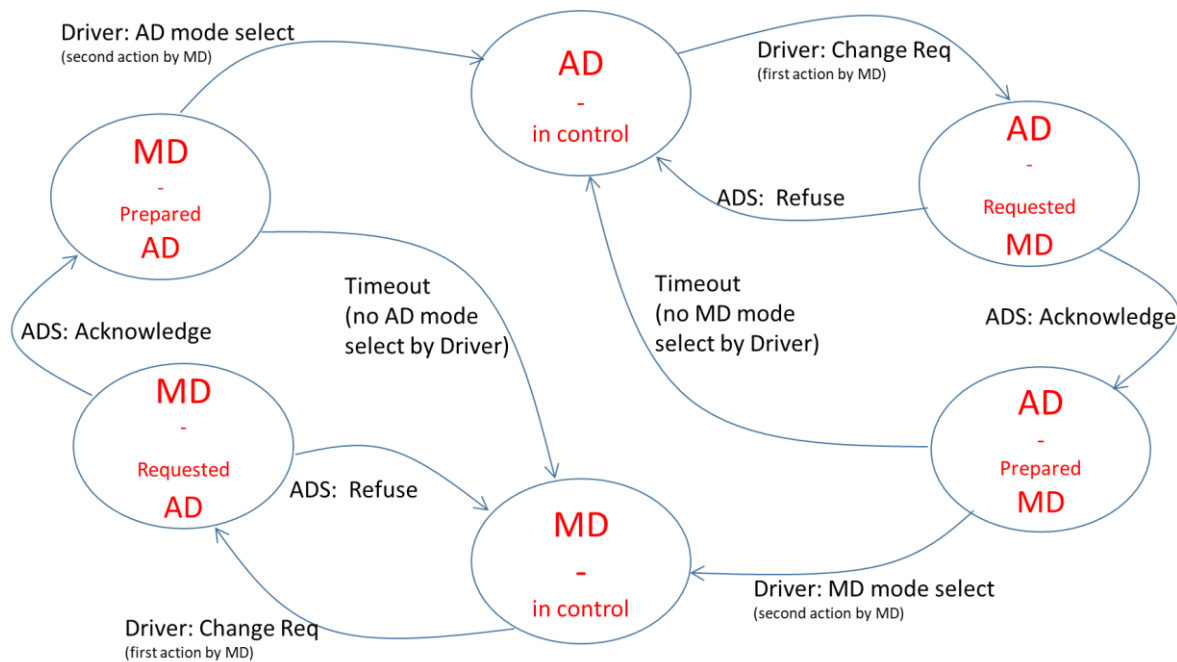 Driver: AD mode select
(second action by MD)
AD
-
in control
Driver: Change Req
(first action by MD)
MD
-
Prepared
AD
AD
-
Requested
MD
ADS:  Refuse
Timeout
(no AD mode
select by Driver)
Timeout
(no MD mode
select by Driver)
ADS: Acknowledge
ADS: Acknowledge
MD
-
Requested
AD
ADS:  Refuse
AD
-
Prepared
MD
MD
-
in control
Driver: MD mode select
(second action by MD)
Driver: Change Req
(first action by MD)